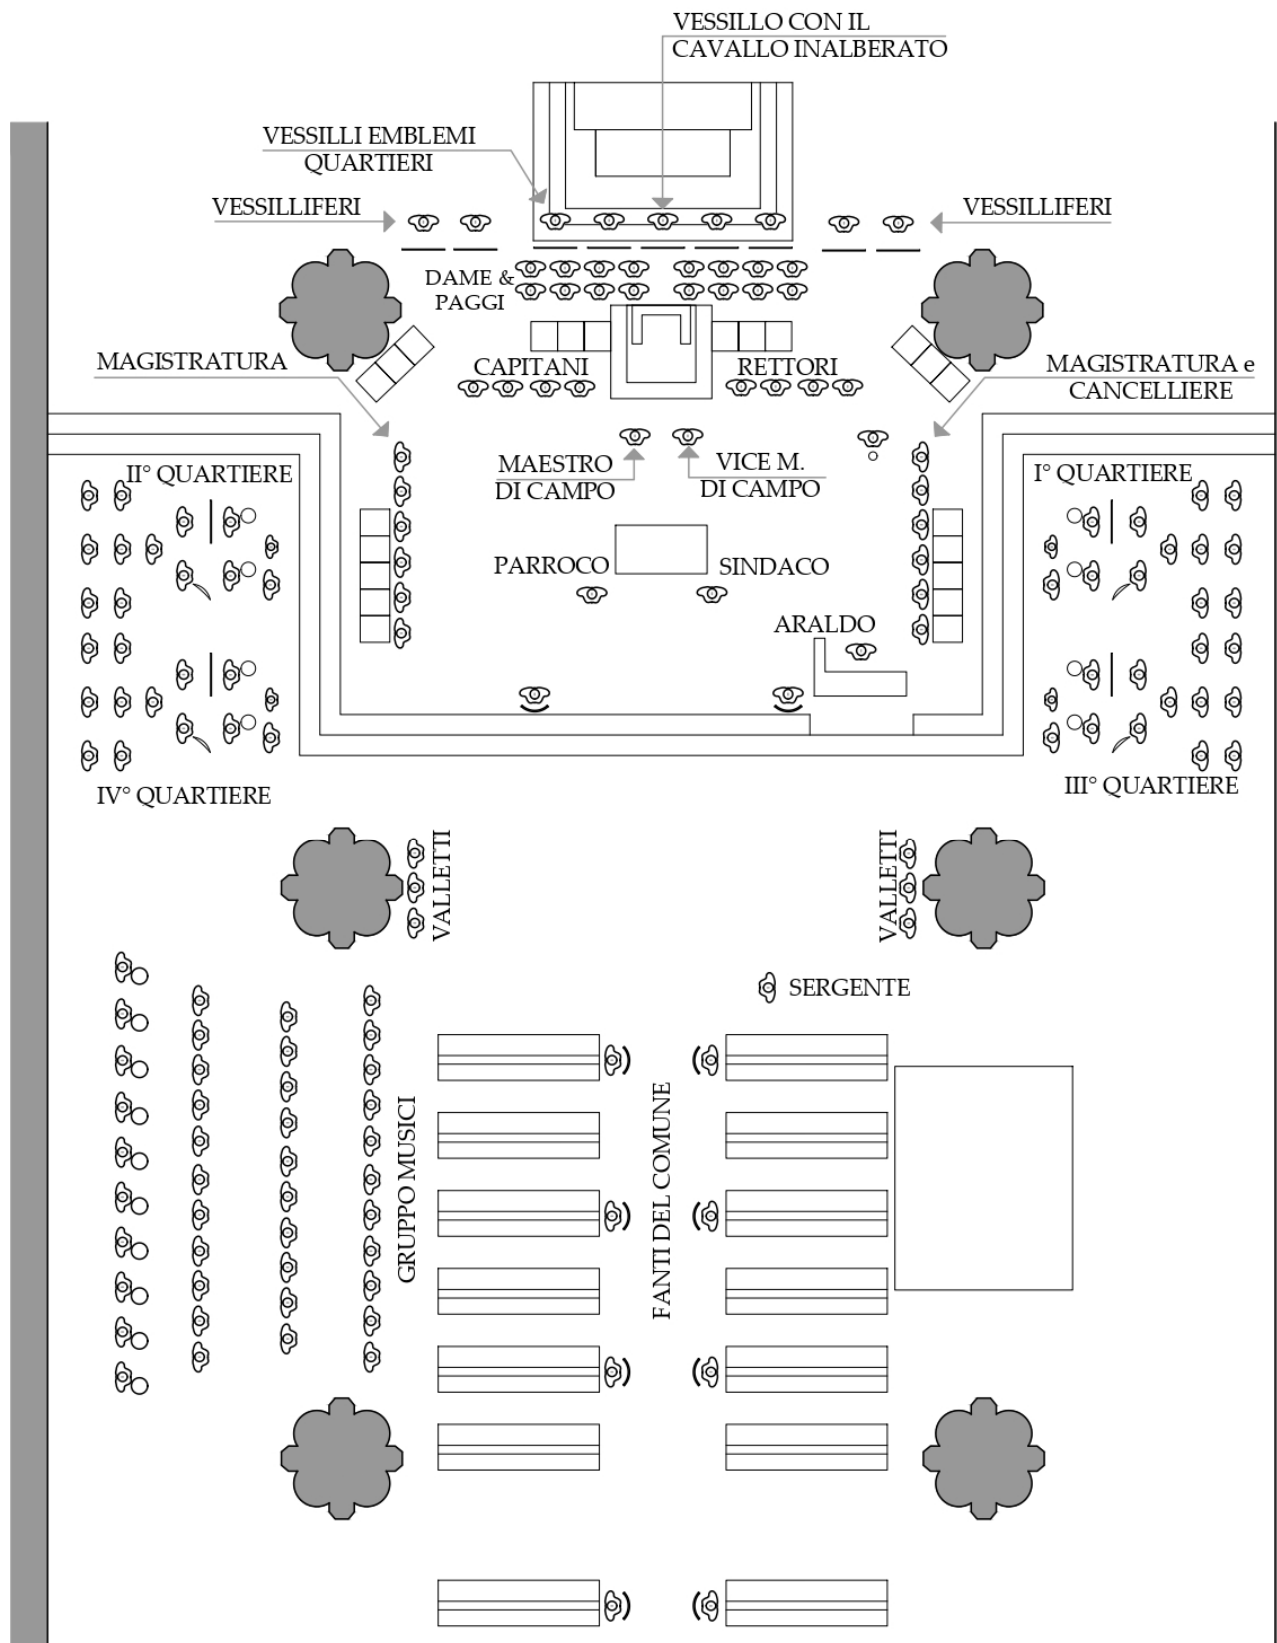 VESSILLO CON IL
CAVALLO INALBERATO
VESSILLI EMBLEMI
QUARTIERI
VESSILLIFERI
VESSILLIFERI
DAME &
PAGGI
MAGISTRATURA
CAPITANI
RETTORI
MAGISTRATURA e
CANCELLIERE
MAESTRO
DI CAMPO
VICE M.
DI CAMPO
II° QUARTIERE
I° QUARTIERE
PARROCO
SINDACO
ARALDO
IV° QUARTIERE
III° QUARTIERE
VALLETTI
VALLETTI
SERGENTE
GRUPPO MUSICI
FANTI DEL COMUNE